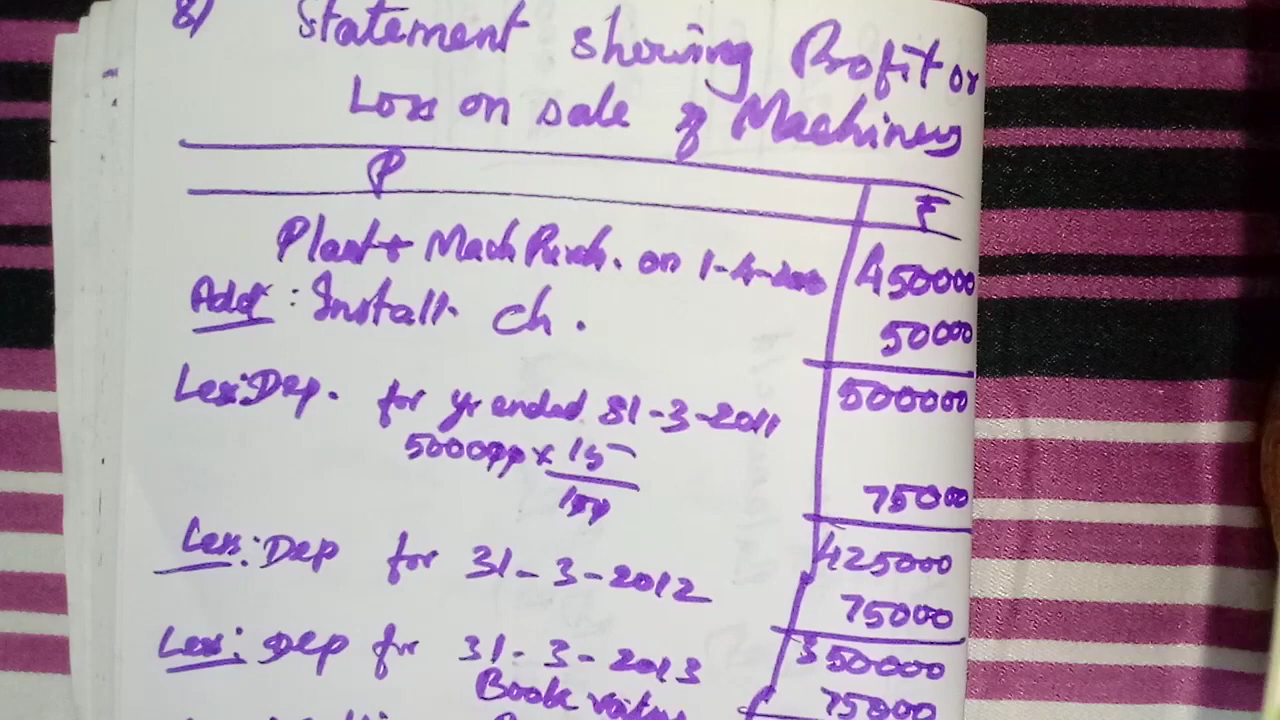 8) Statement showing Profit or
Loss on sale of Machinery
P ₹
Plant & Mach Purch. on 1-4- 450000
Add: Install. ch. 50000
500000
Less: Dep. for yr ended 31-3-2011
500000 x 15/100 75000
425000
Less: Dep for 31-3-2012 75000
350000
Less: Dep for 31-3-2013 75000
Book value